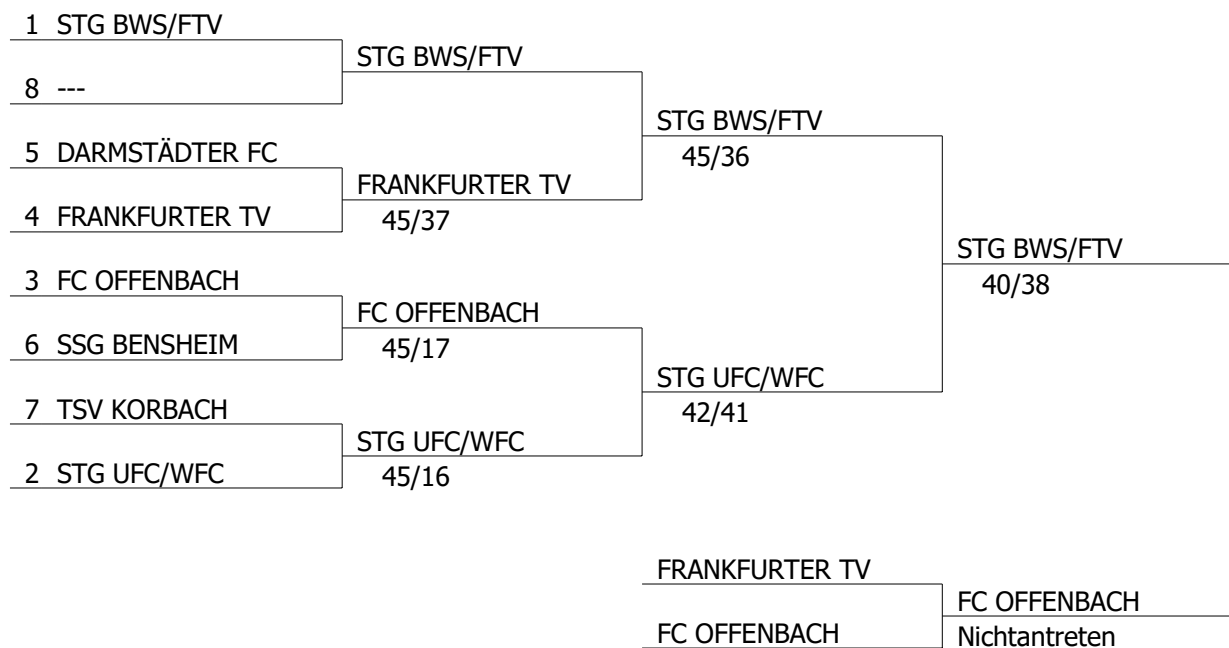 1 STG BWS/FTV
STG BWS/FTV
8 ---
STG BWS/FTV
45/36
5 DARMSTÄDTER FC
FRANKFURTER TV
45/37
4 FRANKFURTER TV
STG BWS/FTV
40/38
3 FC OFFENBACH
FC OFFENBACH
45/17
6 SSG BENSHEIM
STG UFC/WFC
42/41
7 TSV KORBACH
STG UFC/WFC
45/16
2 STG UFC/WFC
FRANKFURTER TV
FC OFFENBACH
FC OFFENBACH
Nichtantreten